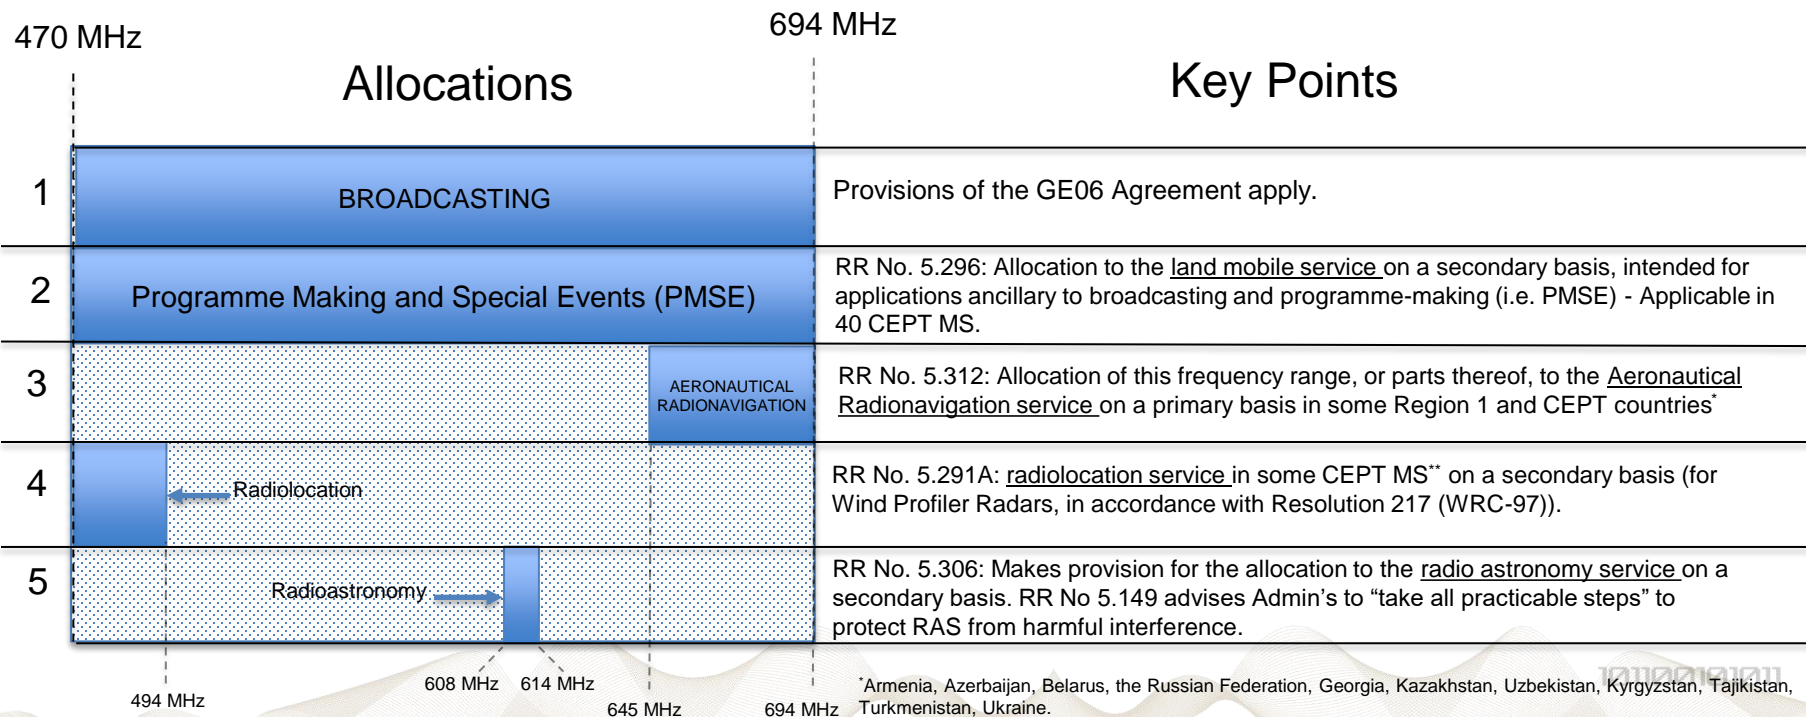 470 MHz
694 MHz
Allocations
Key Points
1
BROADCASTING
Provisions of the GE06 Agreement apply.
2
Programme Making and Special Events (PMSE)
RR No. 5.296: Allocation to the land mobile service on a secondary basis, intended for
applications ancillary to broadcasting and programme-making (i.e. PMSE) - Applicable in
40 CEPT MS.
3
AERONAUTICAL
RADIONAVIGATION
RR No. 5.312: Allocation of this frequency range, or parts thereof, to the Aeronautical
Radionavigation service on a primary basis in some Region 1 and CEPT countries*
4
Radiolocation
RR No. 5.291A: radiolocation service in some CEPT MS** on a secondary basis (for
Wind Profiler Radars, in accordance with Resolution 217 (WRC-97)).
5
Radioastronomy
RR No. 5.306: Makes provision for the allocation to the radio astronomy service on a
secondary basis. RR No 5.149 advises Admin's to “take all practicable steps” to
protect RAS from harmful interference.
494 MHz
608 MHz
614 MHz
645 MHz
694 MHz
101100101011
*Armenia, Azerbaijan, Belarus, the Russian Federation, Georgia, Kazakhstan, Uzbekistan, Kyrgyzstan, Tajikistan,
Turkmenistan, Ukraine.